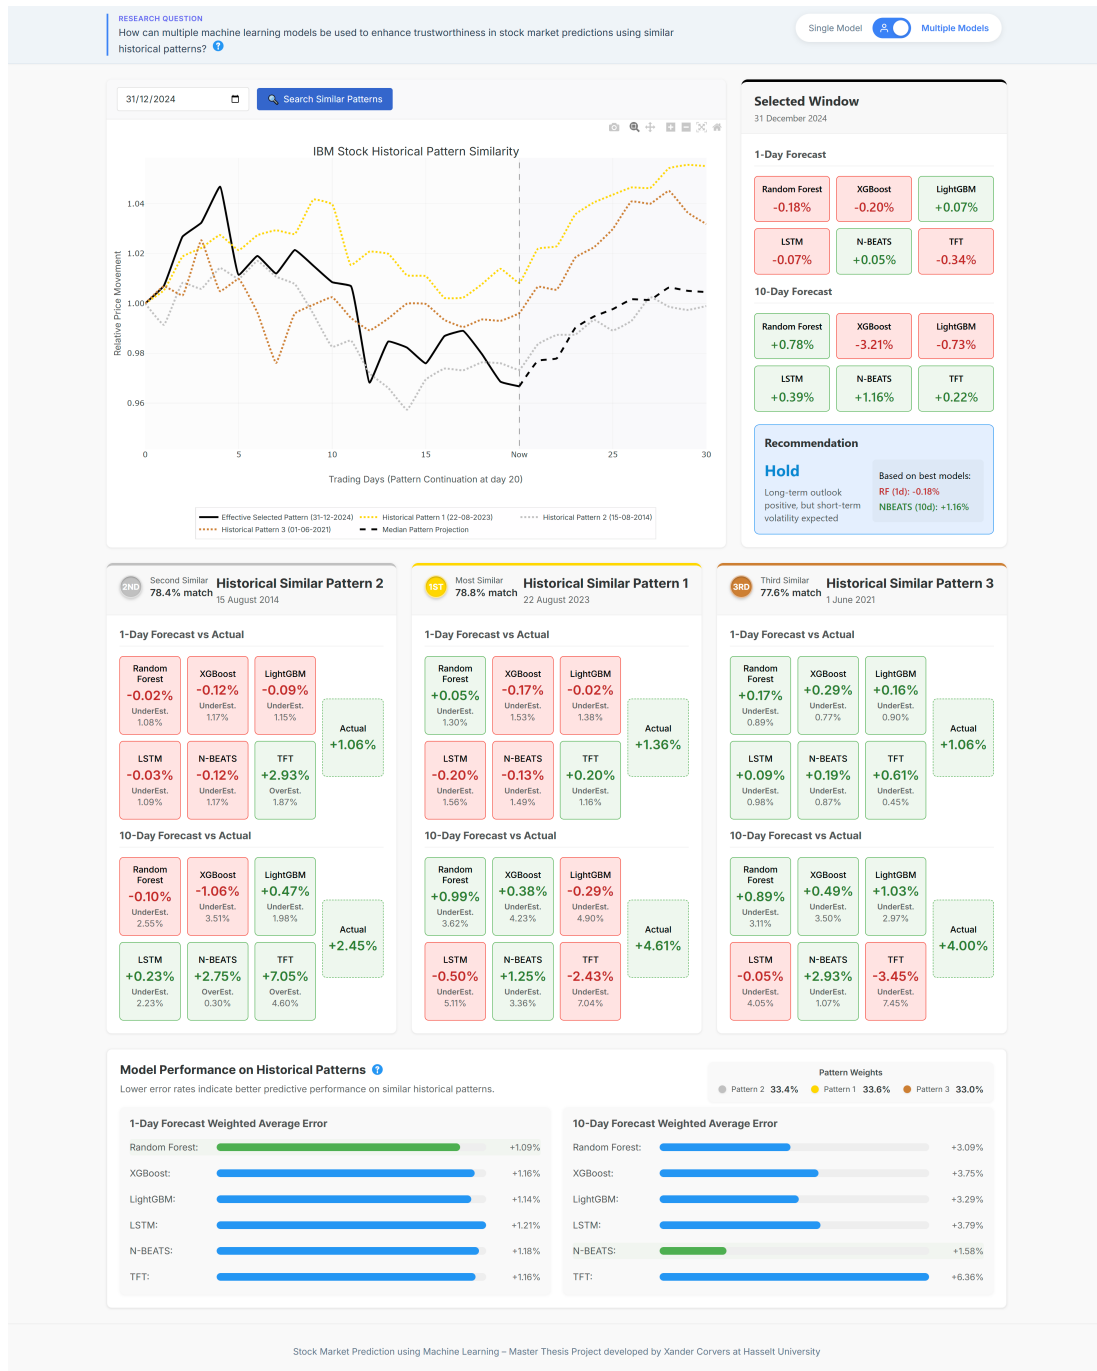 RESEARCH QUESTION
How can multiple machine learning models be used to enhance trustworthiness in stock market predictions using similar
historical patterns? ?
Single Model
Multiple Models
31/12/2024
Search Similar Patterns
IBM Stock Historical Pattern Similarity
Relative Price Movement
1.04
1.02
1.00
0.98
0.96
0
5
10
15
Now
25
30
Trading Days (Pattern Continuation at day 20)
Effective Selected Pattern (31-12-2024)
Historical Pattern 1 (22-08-2023)
Historical Pattern 2 (15-08-2014)
Historical Pattern 3 (01-06-2021)
Median Pattern Projection
Selected Window
31 December 2024
1-Day Forecast
Random Forest
-0.18%
XGBoost
-0.20%
LightGBM
+0.07%
LSTM
-0.07%
N-BEATS
+0.05%
TFT
-0.34%
10-Day Forecast
Random Forest
+0.78%
XGBoost
-3.21%
LightGBM
-0.73%
LSTM
+0.39%
N-BEATS
+1.16%
TFT
+0.22%
Recommendation
Hold
Long-term outlook
positive, but short-term
volatility expected
Based on best models:
RF (1d): -0.18%
NBEATS (10d): +1.16%
2ND
Second Similar
78.4% match
Historical Similar Pattern 2
15 August 2014
1-Day Forecast vs Actual
Random
Forest
-0.02%
UnderEst.
1.08%
XGBoost
-0.12%
UnderEst.
1.17%
LightGBM
-0.09%
UnderEst.
1.15%
LSTM
-0.03%
UnderEst.
1.09%
N-BEATS
-0.12%
UnderEst.
1.17%
TFT
+2.93%
OverEst.
1.87%
Actual
+1.06%
10-Day Forecast vs Actual
Random
Forest
-0.10%
UnderEst.
2.55%
XGBoost
-1.06%
UnderEst.
3.51%
LightGBM
+0.47%
UnderEst.
1.98%
LSTM
+0.23%
UnderEst.
2.23%
N-BEATS
+2.75%
OverEst.
0.30%
TFT
+7.05%
OverEst.
4.60%
Actual
+2.45%
1ST
Most Similar
78.8% match
Historical Similar Pattern 1
22 August 2023
1-Day Forecast vs Actual
Random
Forest
+0.05%
UnderEst.
1.30%
XGBoost
-0.17%
UnderEst.
1.53%
LightGBM
-0.02%
UnderEst.
1.38%
LSTM
-0.20%
UnderEst.
1.56%
N-BEATS
-0.13%
UnderEst.
1.49%
TFT
+0.20%
UnderEst.
1.16%
Actual
+1.36%
10-Day Forecast vs Actual
Random
Forest
+0.99%
UnderEst.
3.62%
XGBoost
+0.38%
UnderEst.
4.23%
LightGBM
-0.29%
UnderEst.
4.90%
LSTM
-0.50%
UnderEst.
5.11%
N-BEATS
+1.25%
UnderEst.
3.36%
TFT
-2.43%
UnderEst.
7.04%
Actual
+4.61%
3RD
Third Similar
77.6% match
Historical Similar Pattern 3
1 June 2021
1-Day Forecast vs Actual
Random
Forest
+0.17%
UnderEst.
0.89%
XGBoost
+0.29%
UnderEst.
0.77%
LightGBM
+0.16%
UnderEst.
0.90%
LSTM
+0.09%
UnderEst.
0.98%
N-BEATS
+0.19%
UnderEst.
0.87%
TFT
+0.61%
UnderEst.
0.45%
Actual
+1.06%
10-Day Forecast vs Actual
Random
Forest
+0.89%
UnderEst.
3.11%
XGBoost
+0.49%
UnderEst.
3.50%
LightGBM
+1.03%
UnderEst.
2.97%
LSTM
-0.05%
UnderEst.
4.05%
N-BEATS
+2.93%
UnderEst.
1.07%
TFT
-3.45%
UnderEst.
7.45%
Actual
+4.00%
Model Performance on Historical Patterns ?
Lower error rates indicate better predictive performance on similar historical patterns.
Pattern Weights
Pattern 2 33.4%
Pattern 1 33.6%
Pattern 3 33.0%
1-Day Forecast Weighted Average Error
Random Forest: +1.09%
XGBoost: +1.16%
LightGBM: +1.14%
LSTM: +1.21%
N-BEATS: +1.18%
TFT: +1.16%
10-Day Forecast Weighted Average Error
Random Forest: +3.09%
XGBoost: +3.75%
LightGBM: +3.29%
LSTM: +3.79%
N-BEATS: +1.58%
TFT: +6.36%
Stock Market Prediction using Machine Learning – Master Thesis Project developed by Xander Corvers at Hasselt University